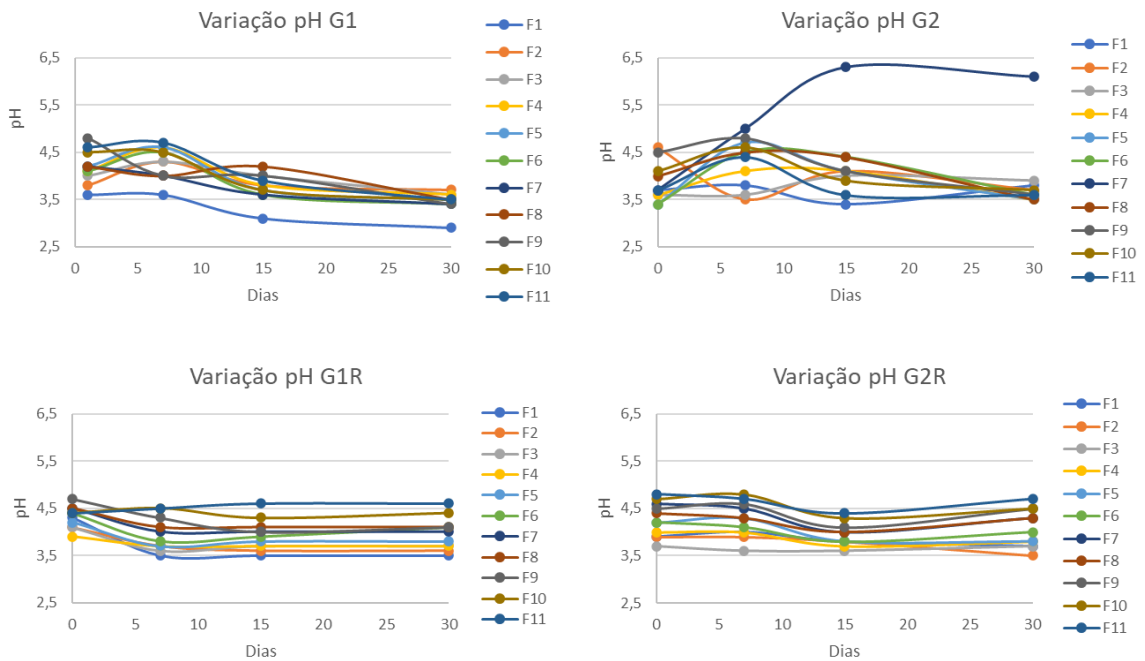 Variação pH G1
pH
6,5
5,5
4,5
3,5
2,5
0 5 10 15 20 25 30
Dias
F1
F2
F3
F4
F5
F6
F7
F8
F9
F10
F11
Variação pH G2
pH
6,5
5,5
4,5
3,5
2,5
0 5 10 15 20 25 30
Dias
F1
F2
F3
F4
F5
F6
F7
F8
F9
F10
F11
Variação pH G1R
6,5
5,5
4,5
3,5
2,5
0 5 10 15 20 25 30
Dias
F1
F2
F3
F4
F5
F6
F7
F8
F9
F10
F11
Variação pH G2R
pH
6,5
5,5
4,5
3,5
2,5
0 5 10 15 20 25 30
Dias
F1
F2
F3
F4
F5
F6
F7
F8
F9
F10
F11